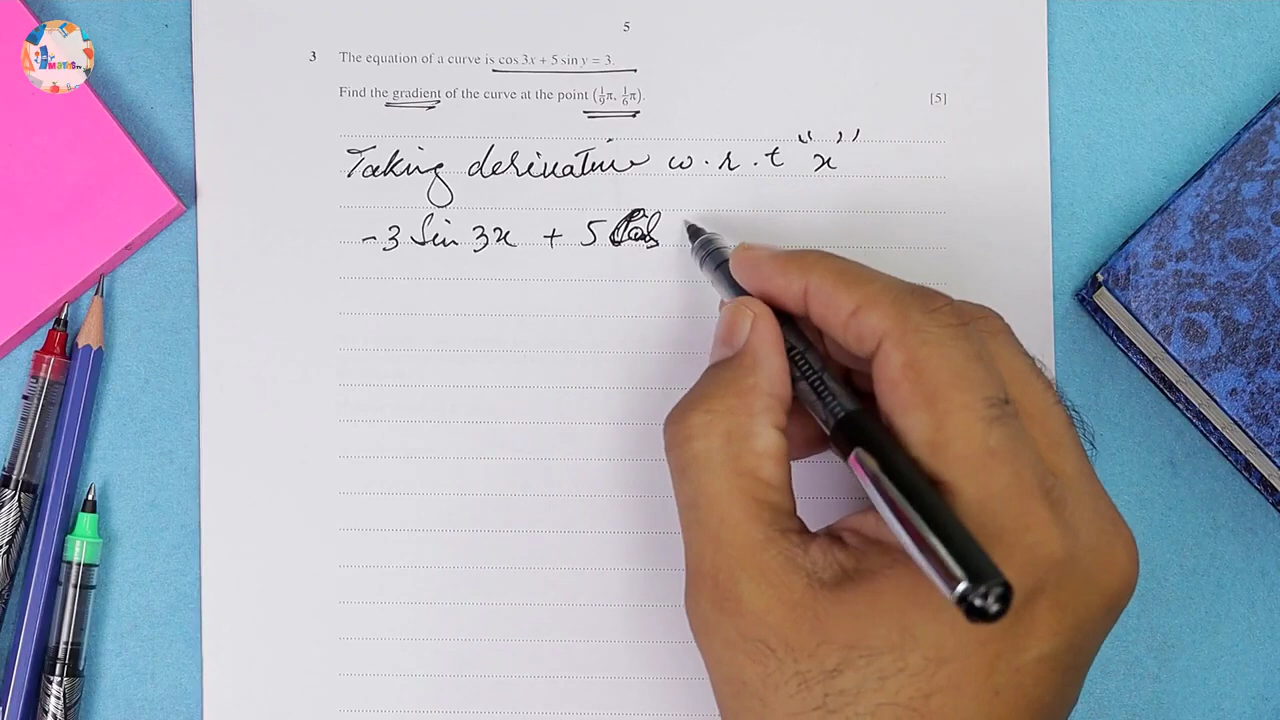 5
3 The equation of a curve is cos 3x + 5 sin y = 3.
Find the gradient of the curve at the point (1/9π, 1/6π). [5]
Taking derivative w.r.t "x"
-3 Sin 3x + 5 Cos